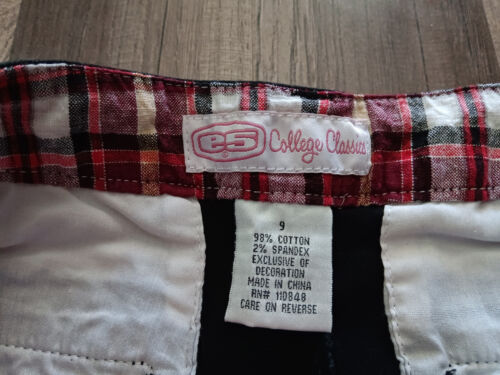 e5 College Classics
9
98% COTTON
2% SPANDEX
EXCLUSIVE OF
DECORATION
MADE IN CHINA
RN# 110848
CARE ON REVERSE